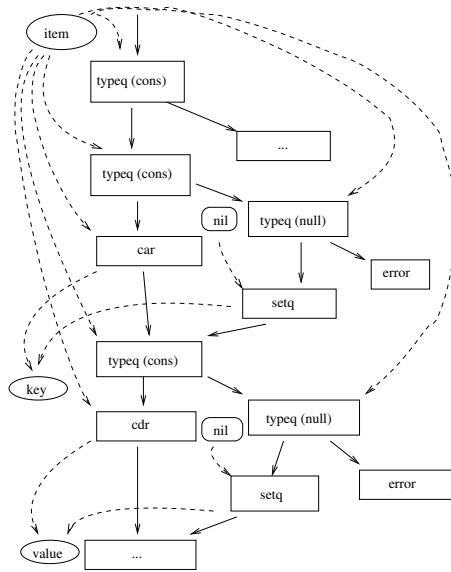 item
typeq (cons)
...
typeq (cons)
nil
typeq (null)
car
error
setq
typeq (cons)
key
cdr
nil
typeq (null)
setq
error
value
...